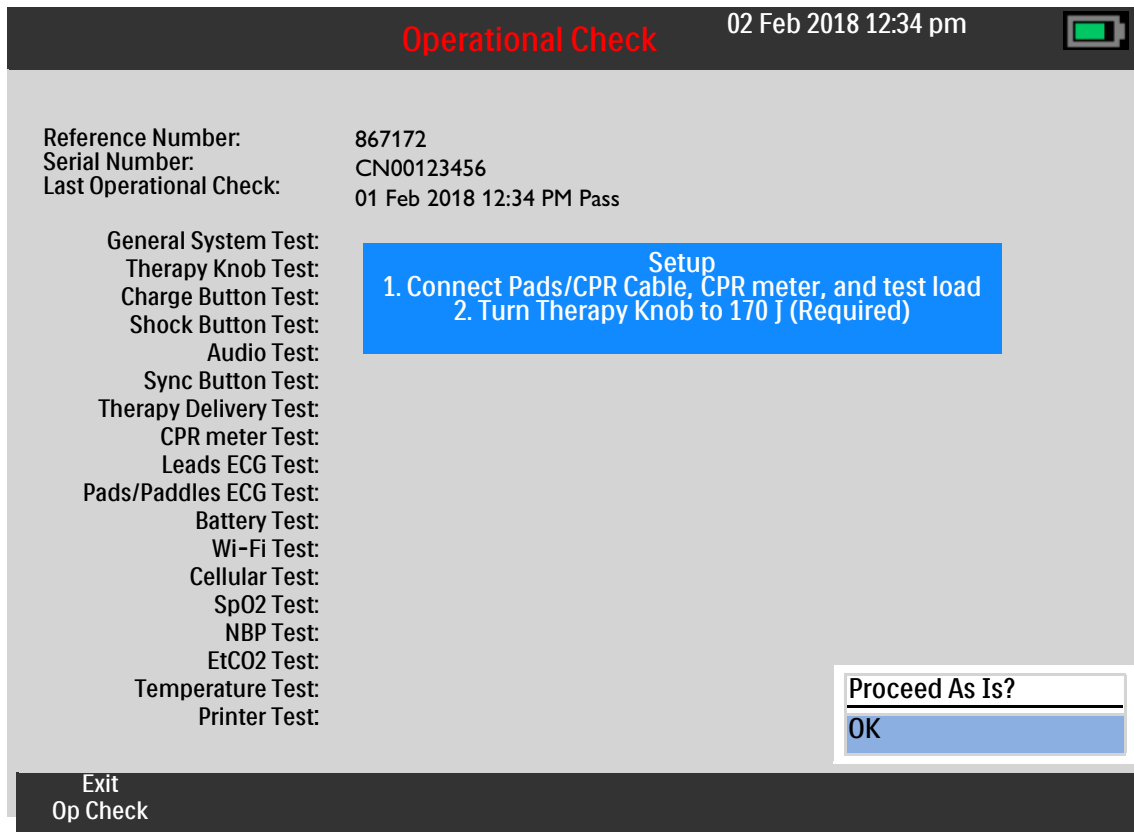 Operational Check
02 Feb 2018 12:34 pm
Reference Number: 867172
Serial Number: CN00123456
Last Operational Check: 01 Feb 2018 12:34 PM Pass
General System Test:
Therapy Knob Test:
Charge Button Test:
Shock Button Test:
Audio Test:
Sync Button Test:
Therapy Delivery Test:
CPR meter Test:
Leads ECG Test:
Pads/Paddles ECG Test:
Battery Test:
Wi-Fi Test:
Cellular Test:
SpO2 Test:
NBP Test:
EtCO2 Test:
Temperature Test:
Printer Test:
Setup
1. Connect Pads/CPR Cable, CPR meter, and test load
2. Turn Therapy Knob to 170 J (Required)
Proceed As Is?
OK
Exit
Op Check